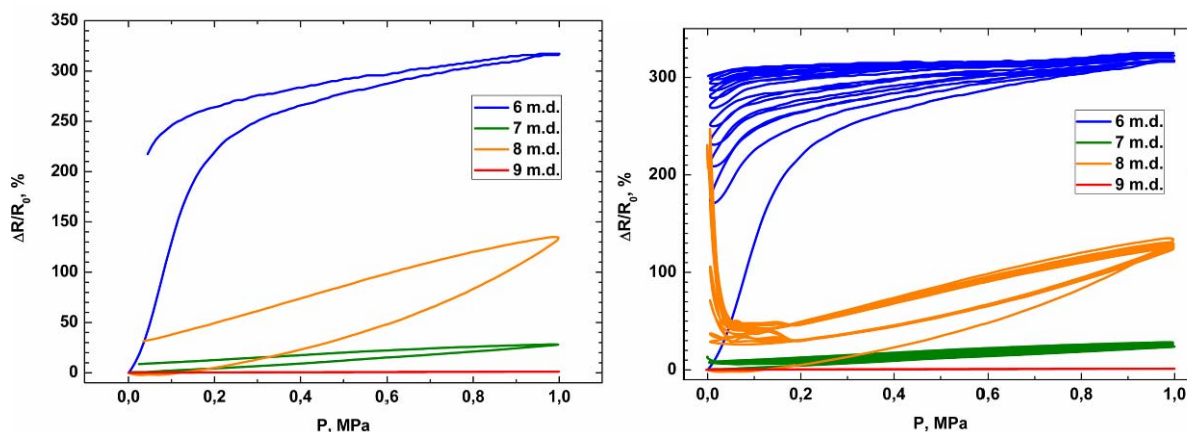 350
300
250
200
150
100
50
0
ΔR/R₀, %
6 m.d.
7 m.d.
8 m.d.
9 m.d.
0,0 0,2 0,4 0,6 0,8 1,0
P, MPa
300
200
100
0
ΔR/R₀, %
6 m.d.
7 m.d.
8 m.d.
9 m.d.
0,0 0,2 0,4 0,6 0,8 1,0
P, MPa